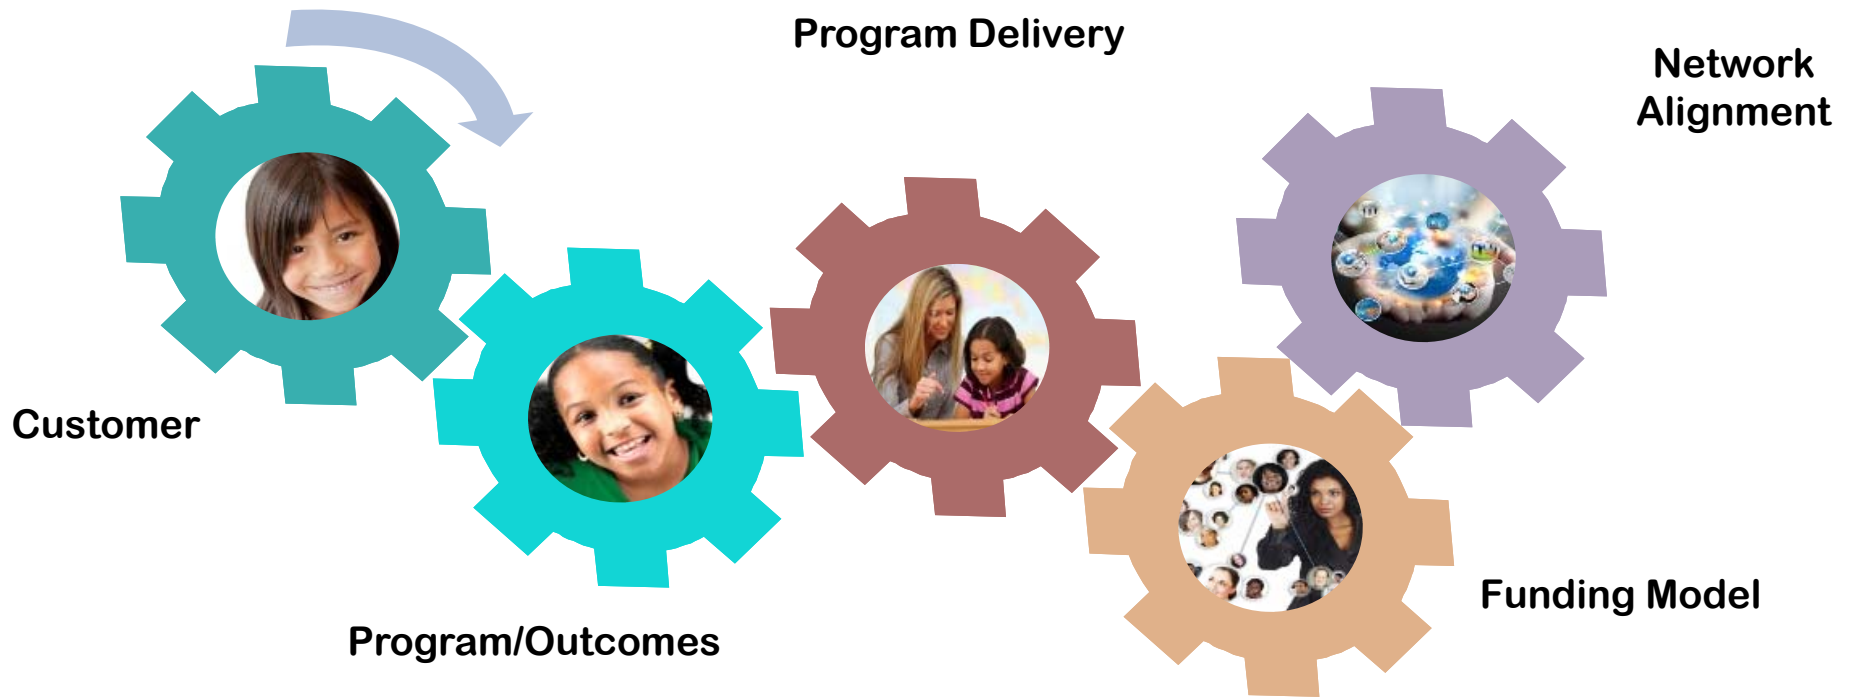 Program Delivery
Network
Alignment
Customer
Funding Model
Program/Outcomes